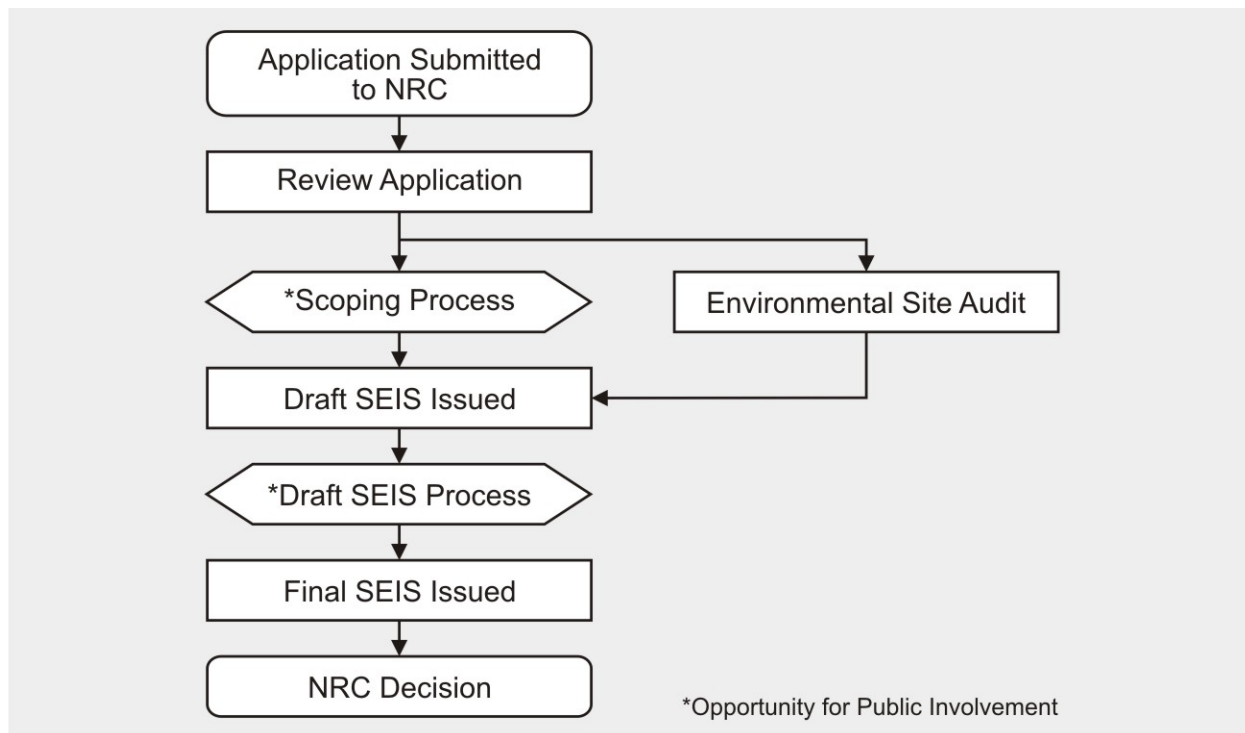 Application Submitted
to NRC
Review Application
*Scoping Process
Environmental Site Audit
Draft SEIS Issued
*Draft SEIS Process
Final SEIS Issued
NRC Decision
*Opportunity for Public Involvement